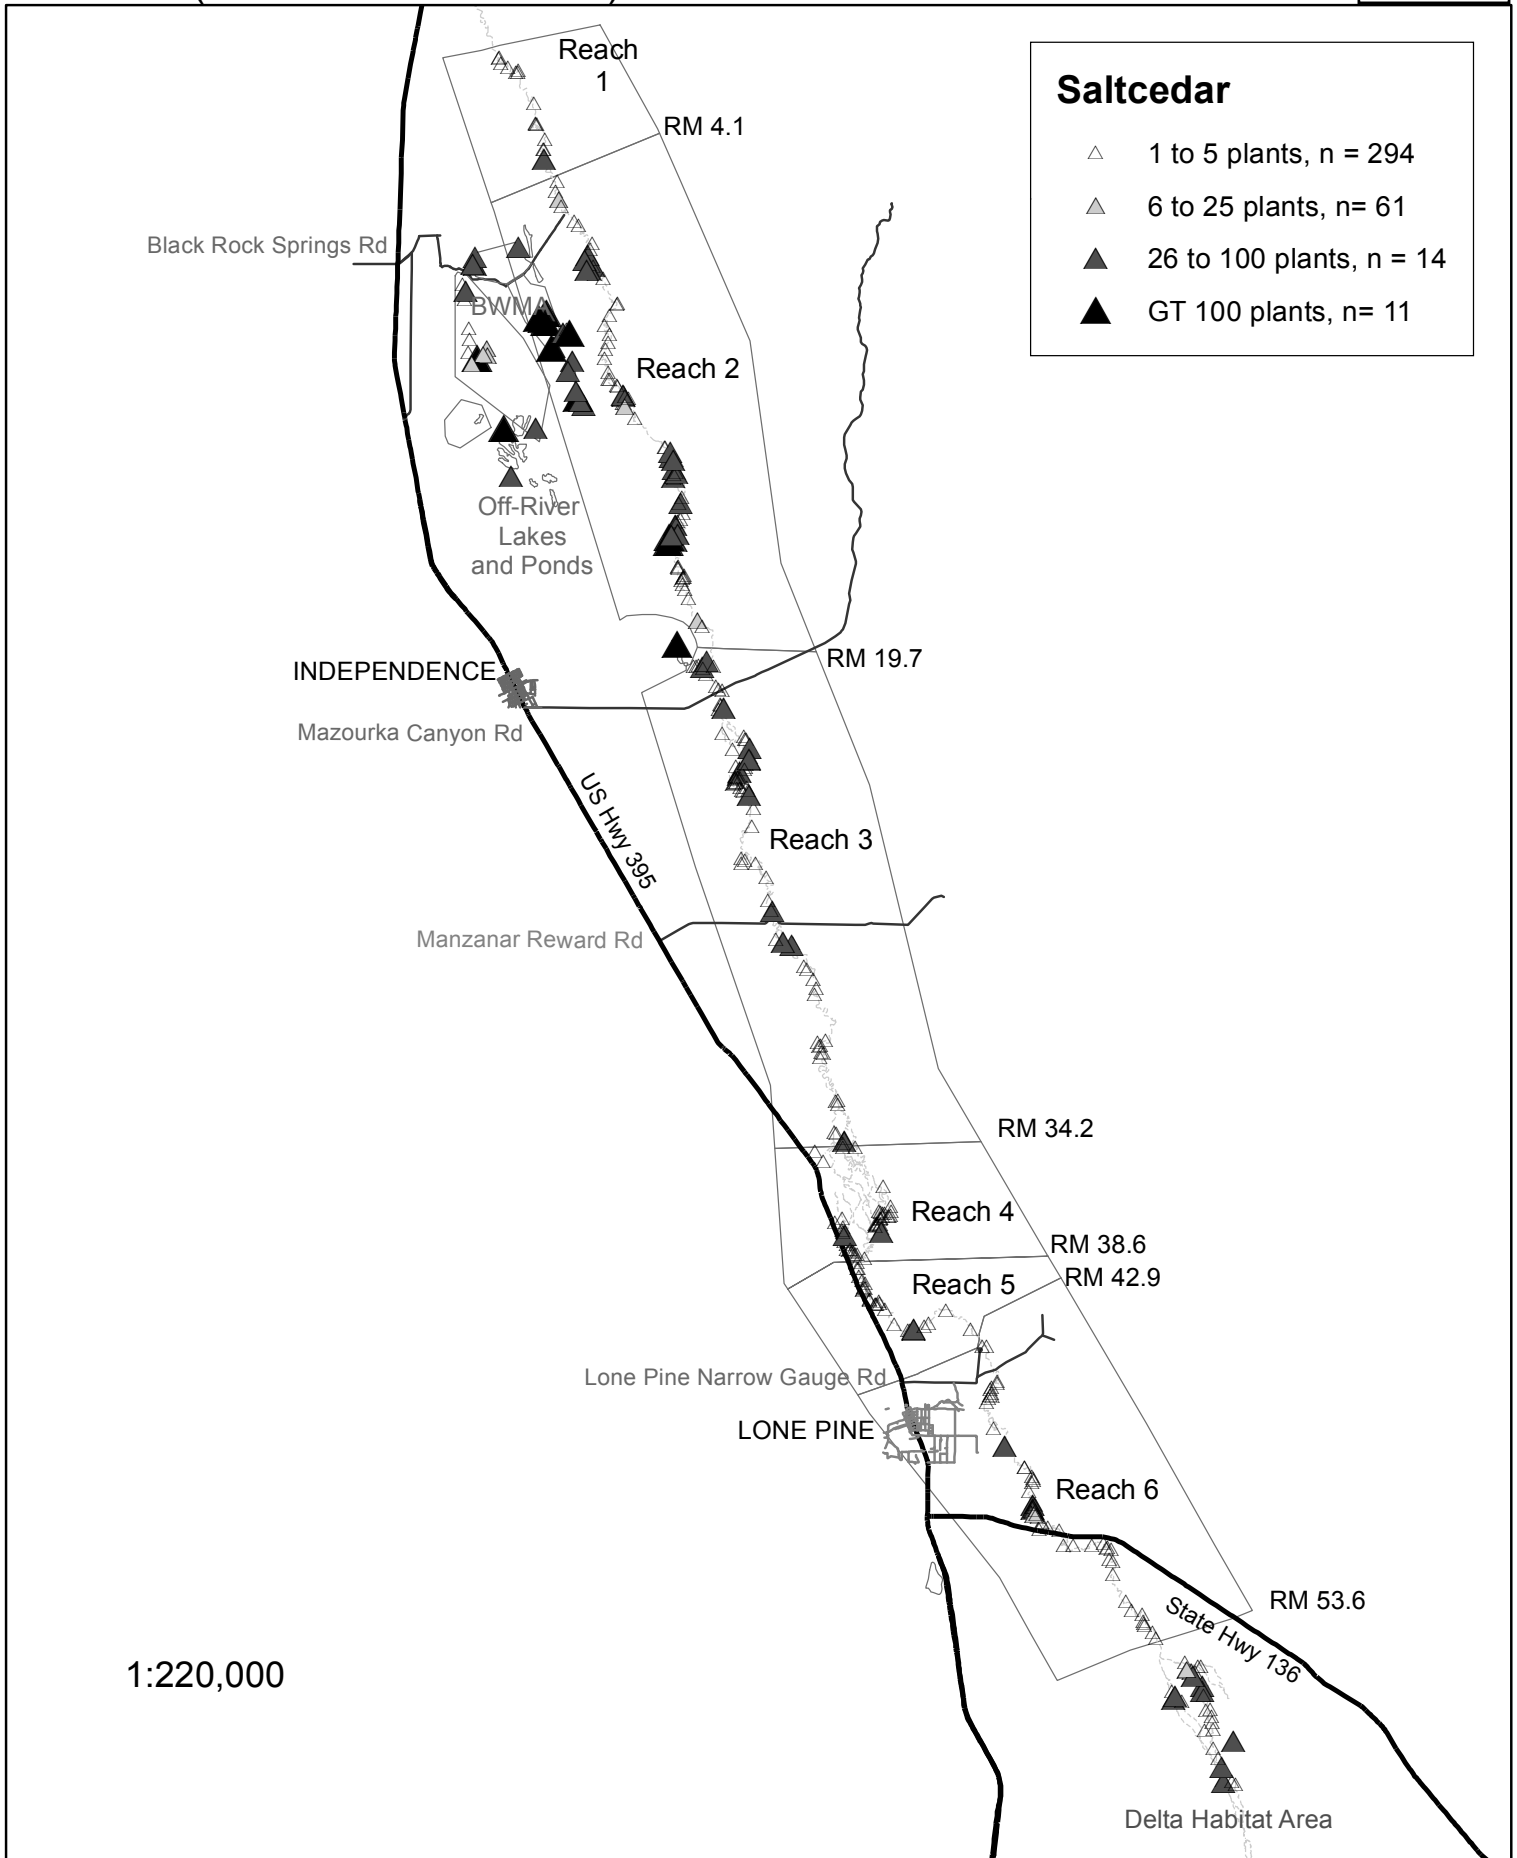 Reach
1
Saltcedar
1 to 5 plants, n = 294
6 to 25 plants, n= 61
26 to 100 plants, n = 14
GT 100 plants, n= 11
RM 4.1
Black Rock Springs Rd
BWMA
Reach 2
Off-River
Lakes
and Ponds
RM 19.7
INDEPENDENCE
Mazourka Canyon Rd
US Hwy 395
Reach 3
Manzanar Reward Rd
RM 34.2
Reach 4
RM 38.6
RM 42.9
Reach 5
Lone Pine Narrow Gauge Rd
LONE PINE
Reach 6
RM 53.6
State Hwy 136
1:220,000
Delta Habitat Area